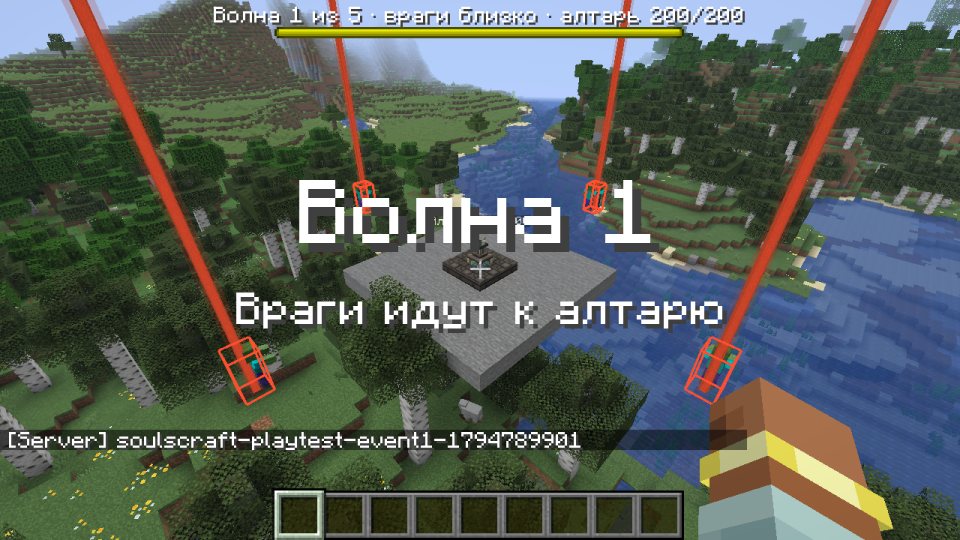 Волна 1 из 5 · враги близко · алтарь 200/200
Волна 1
Враги идут к алтарю
[Server] soulscraft-playtest-event1-1794789901